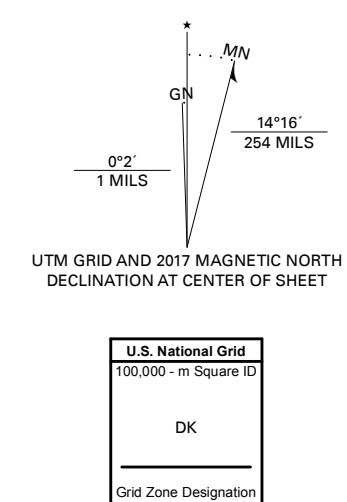 ★
MN
GN
14°16´
254 MILS
0°2´
1 MILS
UTM GRID AND 2017 MAGNETIC NORTH
DECLINATION AT CENTER OF SHEET
U.S. National Grid
100,000 - m Square ID
DK
Grid Zone Designation